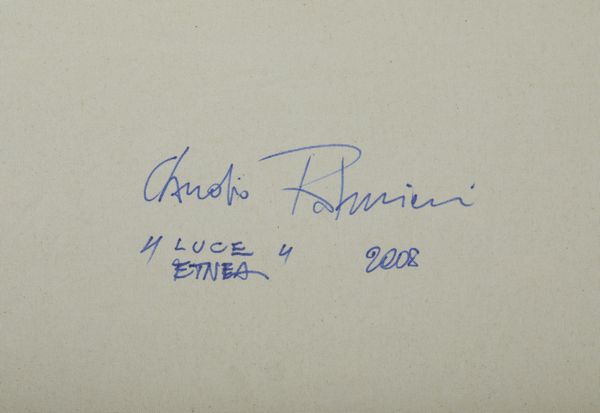 Claudio Palmieri
"LUCE
ETNEA" 2008